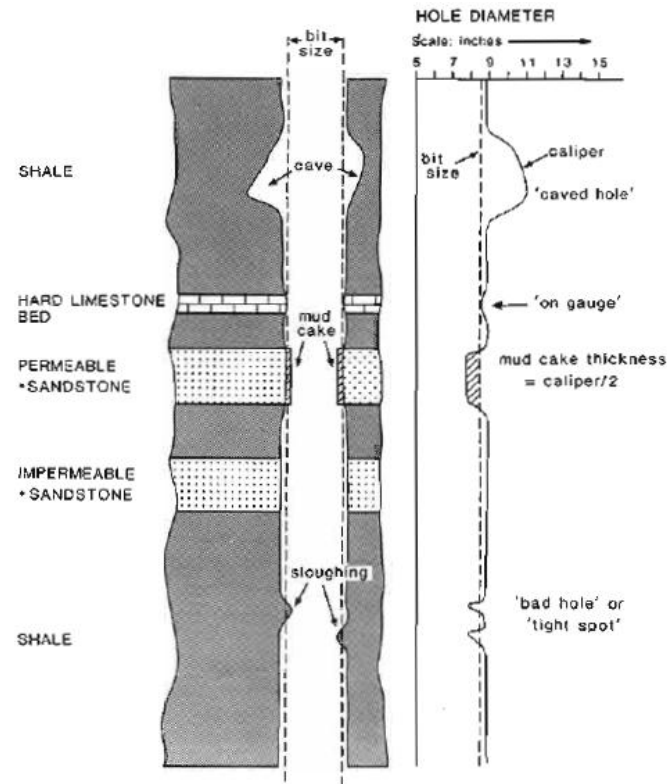 HOLE DIAMETER
Scale: inches
5 7 9 11 13 15
bit
size
SHALE
cave
bit
size
caliper
'caved hole'
HARD LIMESTONE
BED
'on gauge'
mud
cake
PERMEABLE
*SANDSTONE
mud cake thickness
= caliper/2
IMPERMEABLE
*SANDSTONE
sloughing
'bad hole' or
'tight spot'
SHALE